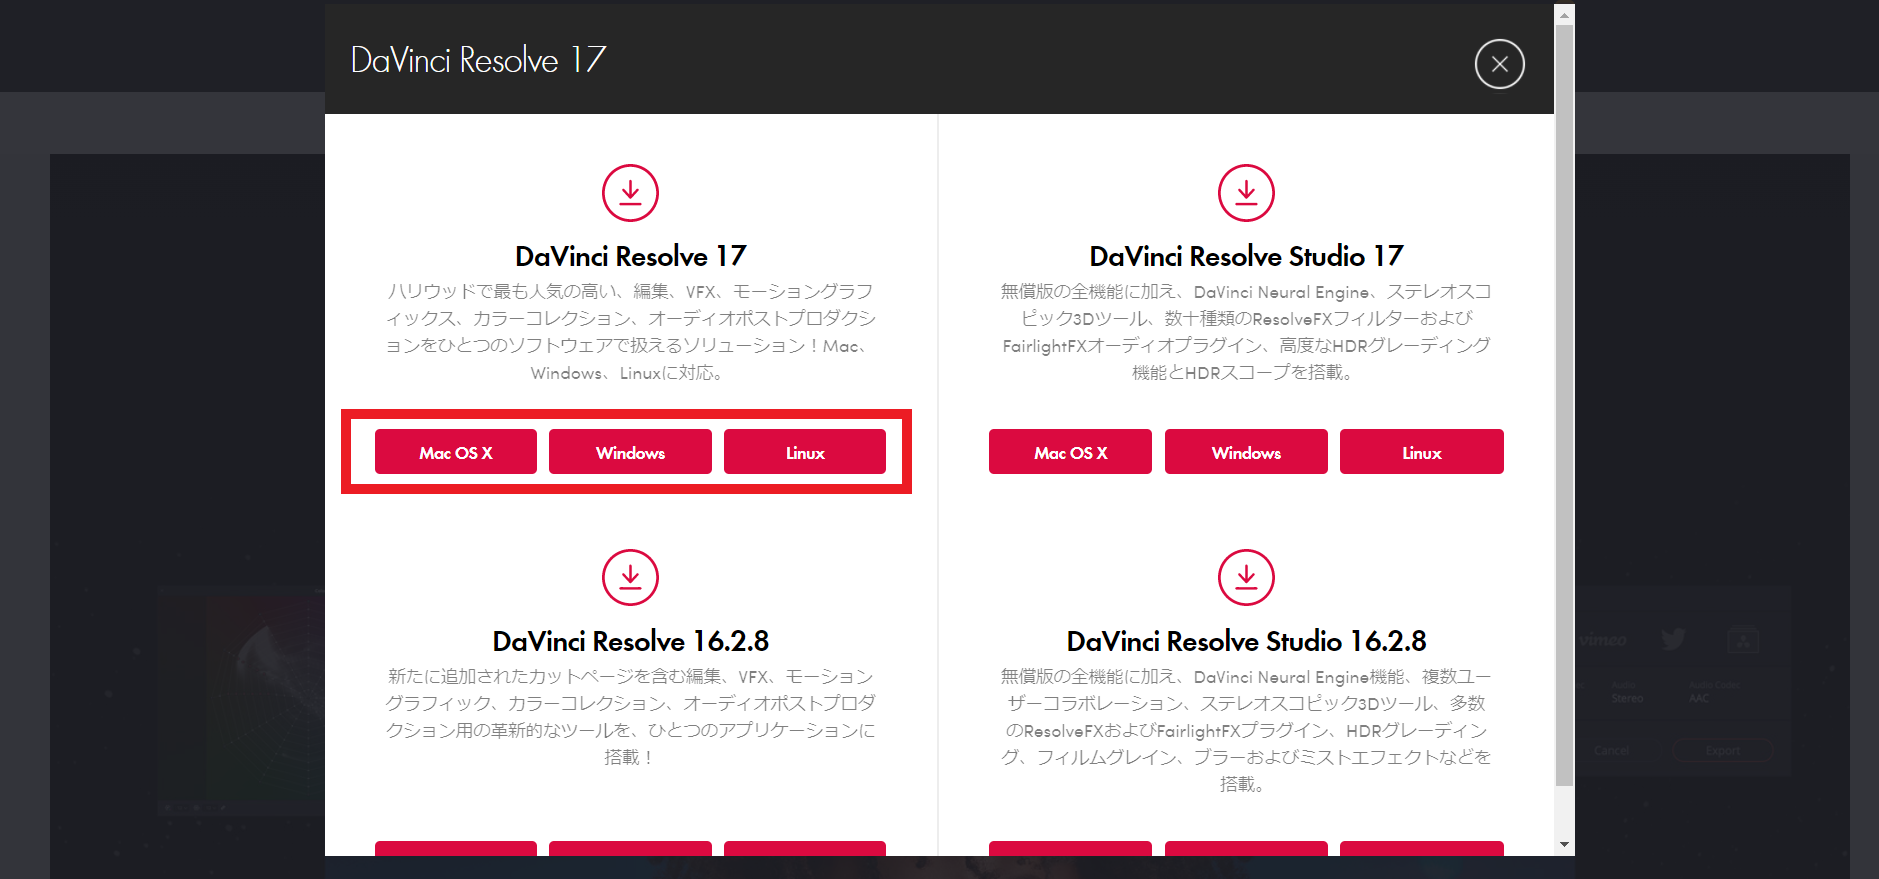 DaVinci Resolve 17
DaVinci Resolve 17
ハリウッドで最も人気の高い、編集、VFX、モーショングラフ
ィックス、カラーコレクション、オーディオポストプロダクシ
ョンをひとつのソフトウェアで扱えるソリューション！Mac、
Windows、Linuxに対応。
Mac OS X
Windows
Linux
DaVinci Resolve Studio 17
無償版の全機能に加え、DaVinci Neural Engine、ステレオスコ
ピック3Dツール、数十種類のResolveFXフィルターおよび
FairlightFXオーディオプラグイン、高度なHDRグレーディング
機能とHDRスコープを搭載。
Mac OS X
Windows
Linux
DaVinci Resolve 16.2.8
新たに追加されたカットページを含む編集、VFX、モーション
グラフィック、カラーコレクション、オーディオポストプロダ
クション用の革新的なツールを、ひとつのアプリケーションに
搭載！
DaVinci Resolve Studio 16.2.8
無償版の全機能に加え、DaVinci Neural Engine機能、複数ユー
ザーコラボレーション、ステレオスコピック3Dツール、多数
のResolveFXおよびFairlightFXプラグイン、HDRグレーディン
グ、フィルムグレイン、ブラーおよびミストエフェクトなどを
搭載。
vimeo
Audio
Stereo
Audio Codec
AAC
Cancel
Export